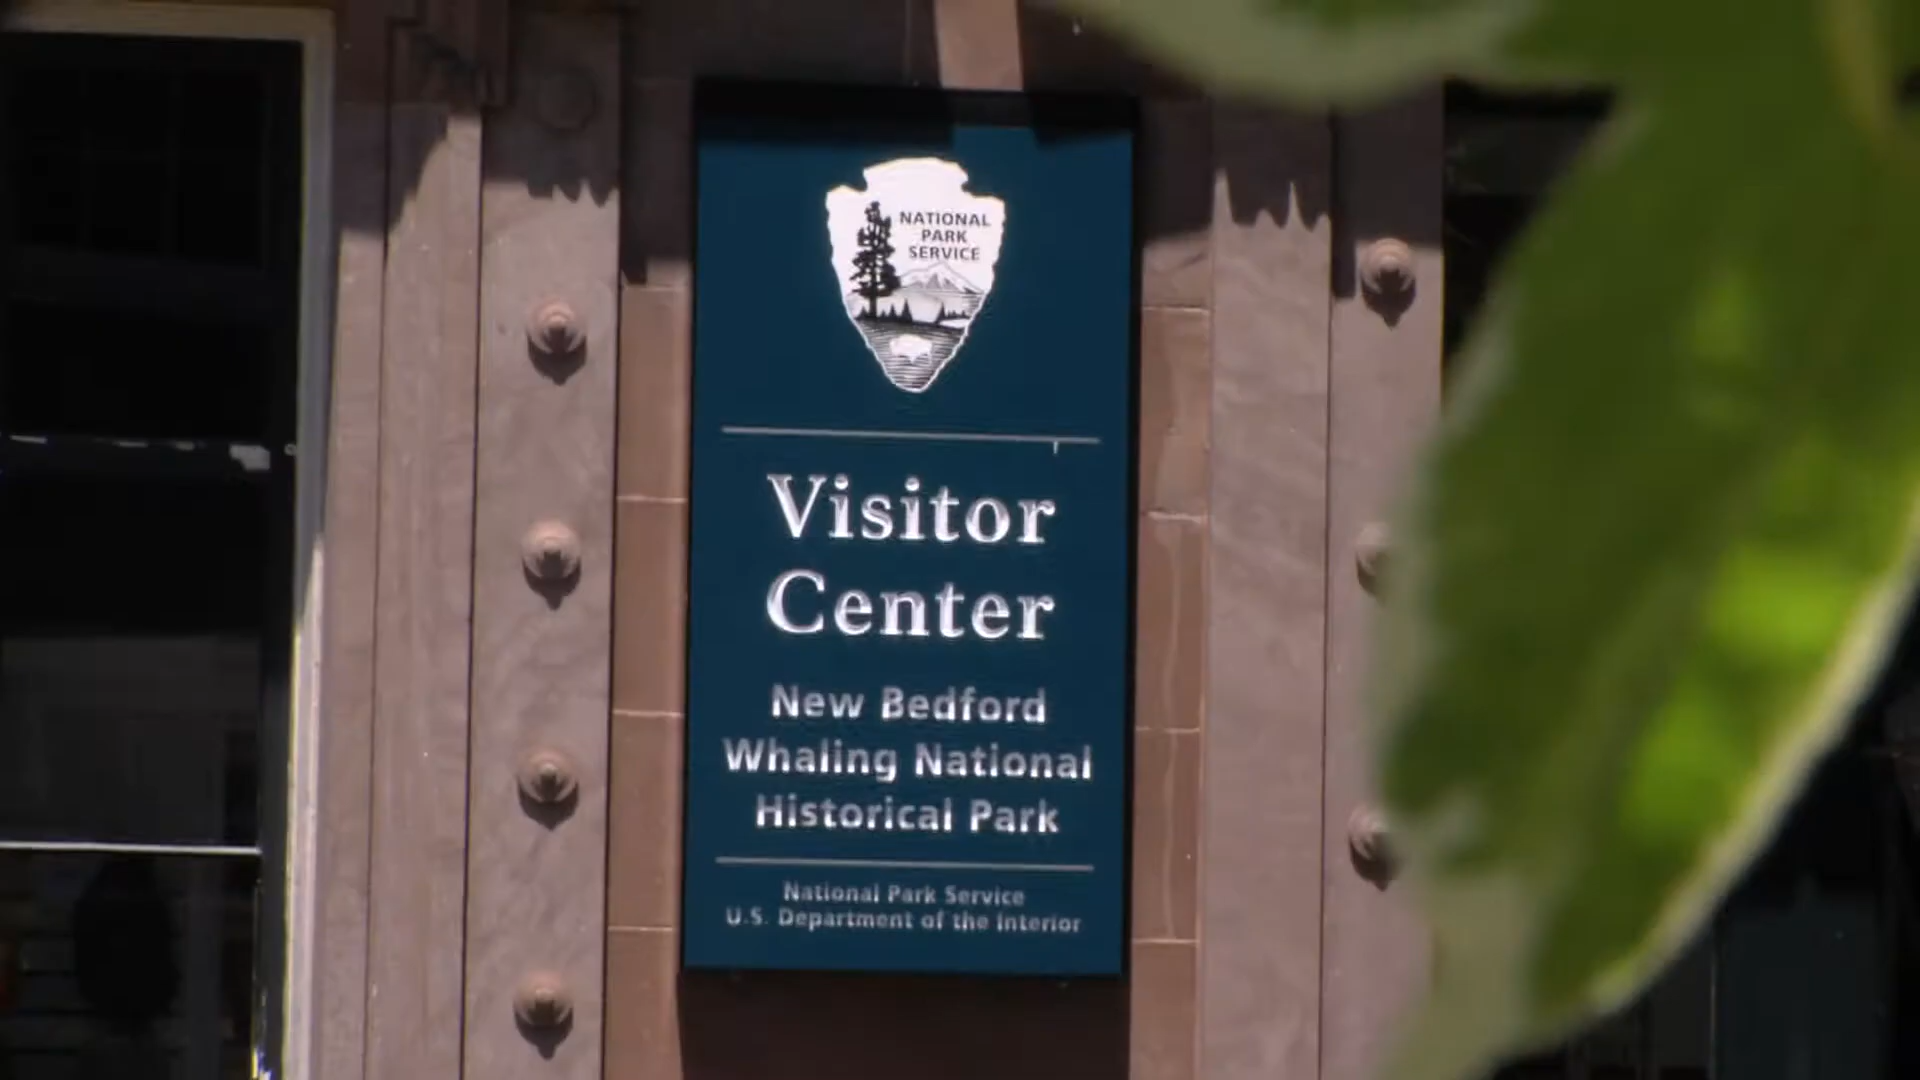 NATIONAL
PARK
SERVICE
Visitor
Center
New Bedford
Whaling National
Historical Park
National Park Service
U.S. Department of the Interior